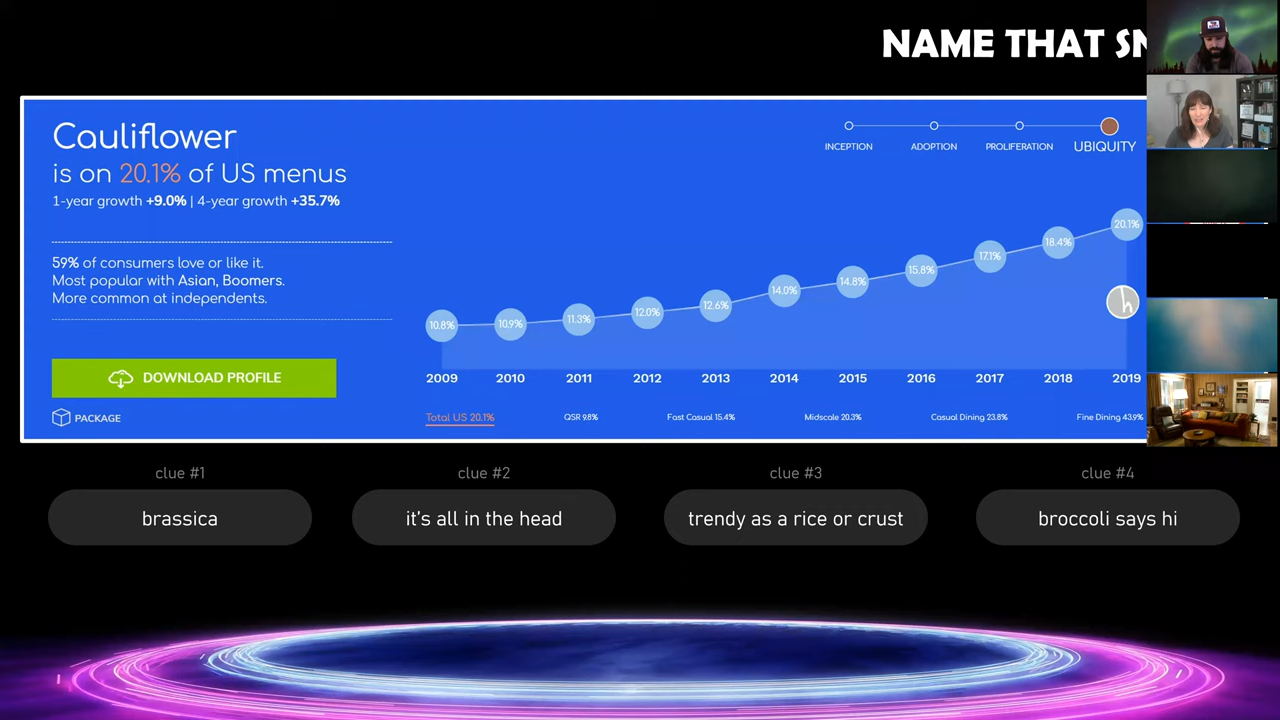 NAME THAT
Cauliflower
is on 20.1% of US menus
1-year growth +9.0% | 4-year growth +35.7%
59% of consumers love or like it.
Most popular with Asian, Boomers.
More common at independents.
DOWNLOAD PROFILE
PACKAGE
INCEPTION ADOPTION PROLIFERATION UBIQUITY
10.8% 10.9% 11.3% 12.0% 12.6% 14.0% 14.8% 15.8% 17.1% 18.4% 20.1%
2009 2010 2011 2012 2013 2014 2015 2016 2017 2018 2019
Total US 20.1% QSR 9.8% Fast Casual 15.4% Midscale 20.3% Casual Dining 23.8% Fine Dining 43.9%
clue #1 clue #2 clue #3 clue #4
brassica it's all in the head trendy as a rice or crust broccoli says hi